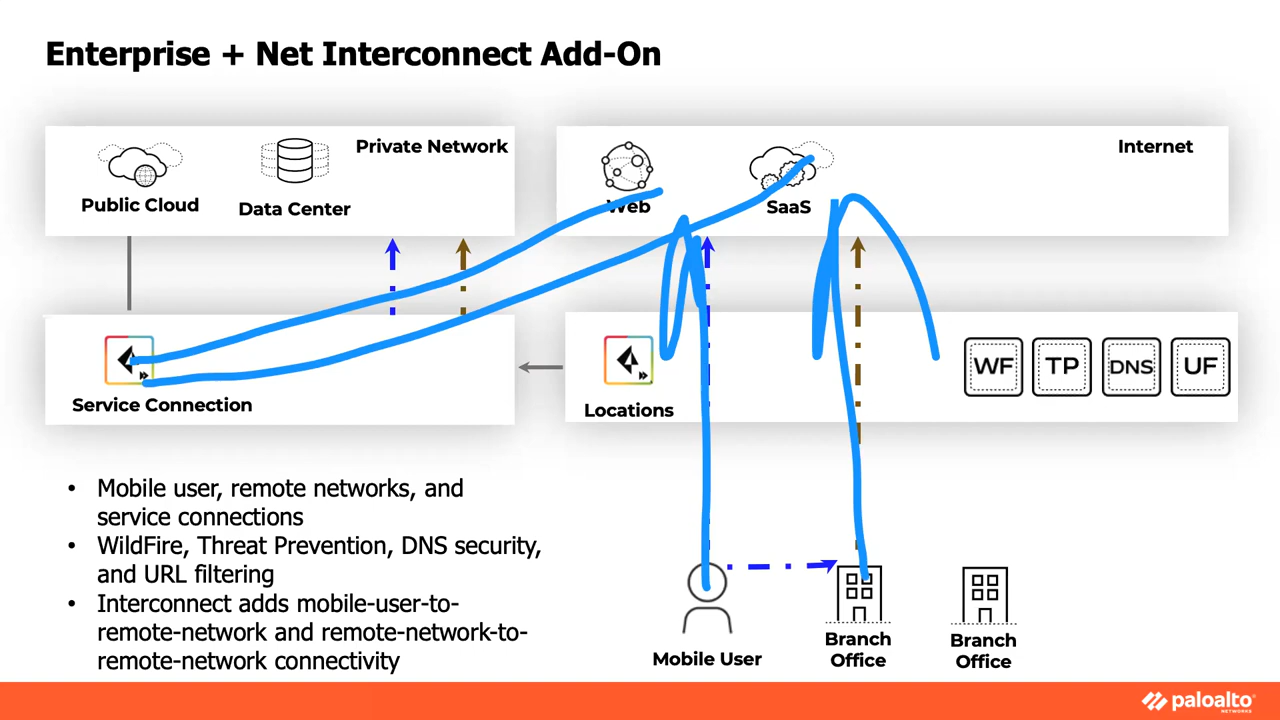 Enterprise + Net Interconnect Add-On
Private Network
Public Cloud
Data Center
Internet
Web
SaaS
Service Connection
Locations
WF
TP
DNS
UF
• Mobile user, remote networks, and
service connections
• WildFire, Threat Prevention, DNS security,
and URL filtering
• Interconnect adds mobile-user-to-
remote-network and remote-network-to-
remote-network connectivity
Mobile User
Branch
Office
Branch
Office
paloalto
NETWORKS